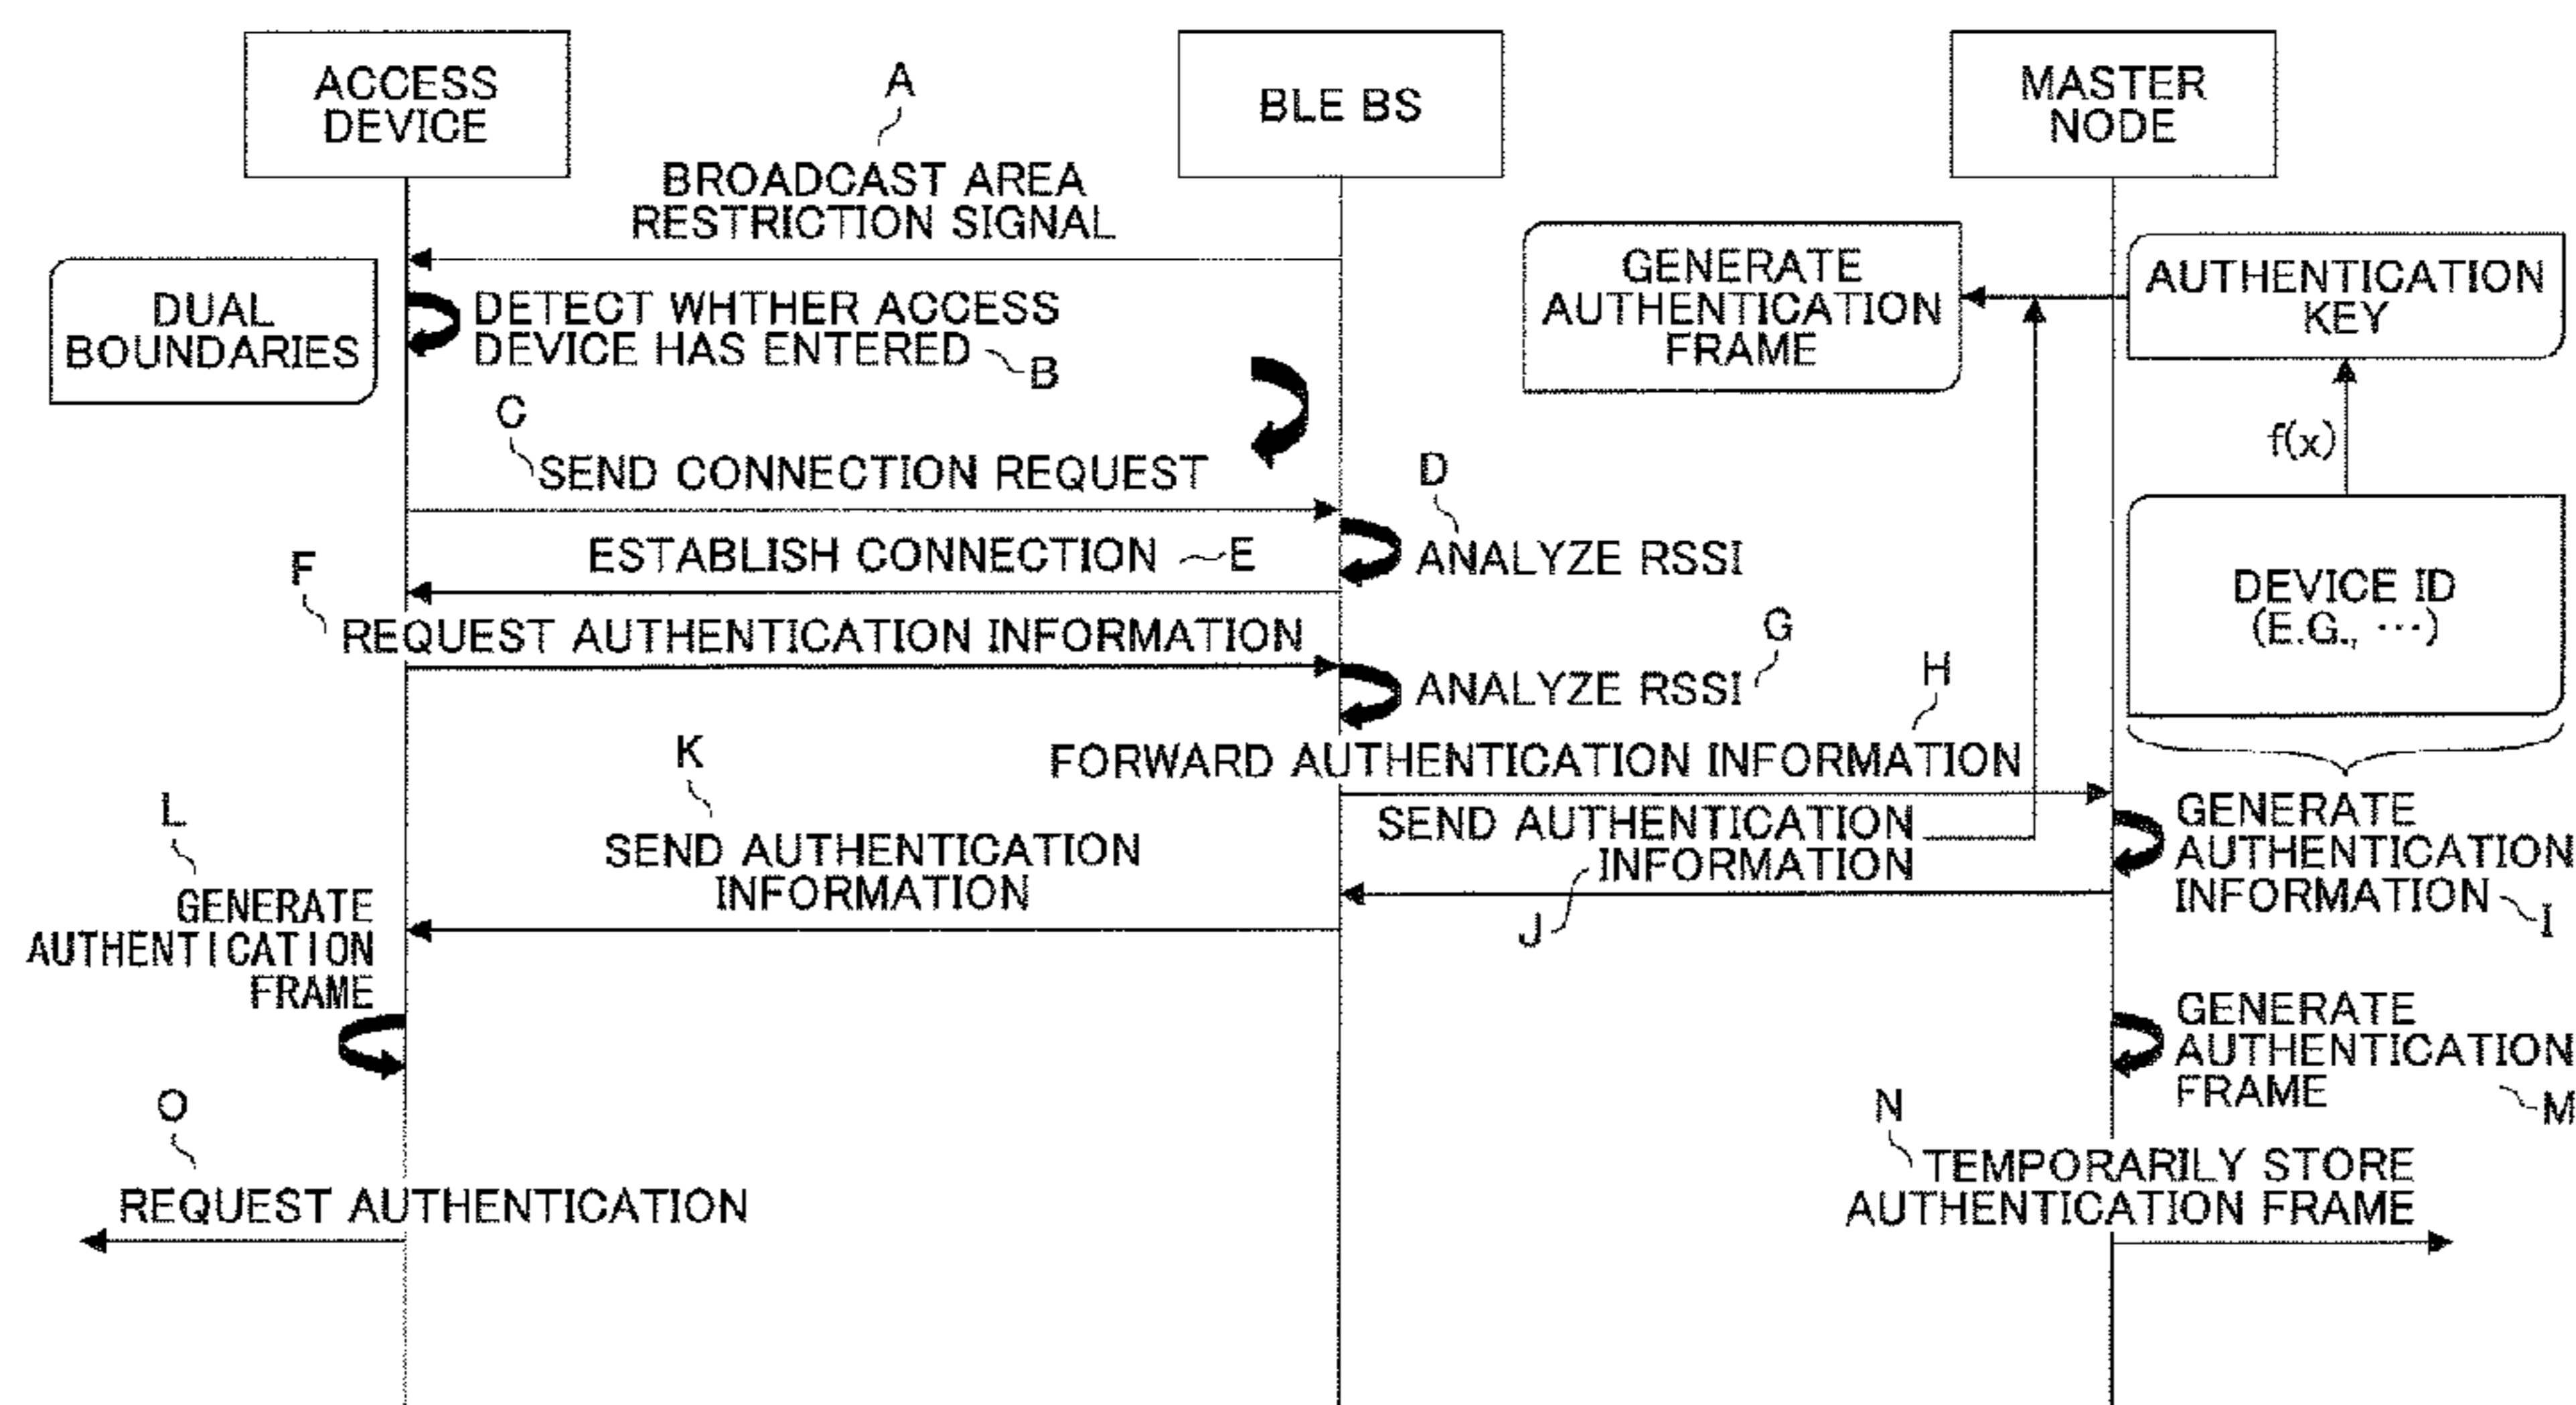 ACCESS
DEVICE
BLE BS
MASTER
NODE
A
BROADCAST AREA
RESTRICTION SIGNAL
DUAL
BOUNDARIES
DETECT WHTHER ACCESS
DEVICE HAS ENTERED
B
GENERATE
AUTHENTICATION
FRAME
AUTHENTICATION
KEY
f(x)
C
SEND CONNECTION REQUEST
D
ANALYZE RSSI
ESTABLISH CONNECTION
E
DEVICE ID
(E.G., ···)
F
REQUEST AUTHENTICATION INFORMATION
G
ANALYZE RSSI
H
FORWARD AUTHENTICATION INFORMATION
GENERATE
AUTHENTICATION
INFORMATION
I
SEND AUTHENTICATION
INFORMATION
J
K
SEND AUTHENTICATION
INFORMATION
L
GENERATE
AUTHENTICATION
FRAME
GENERATE
AUTHENTICATION
FRAME
M
N
TEMPORARILY STORE
AUTHENTICATION FRAME
O
REQUEST AUTHENTICATION